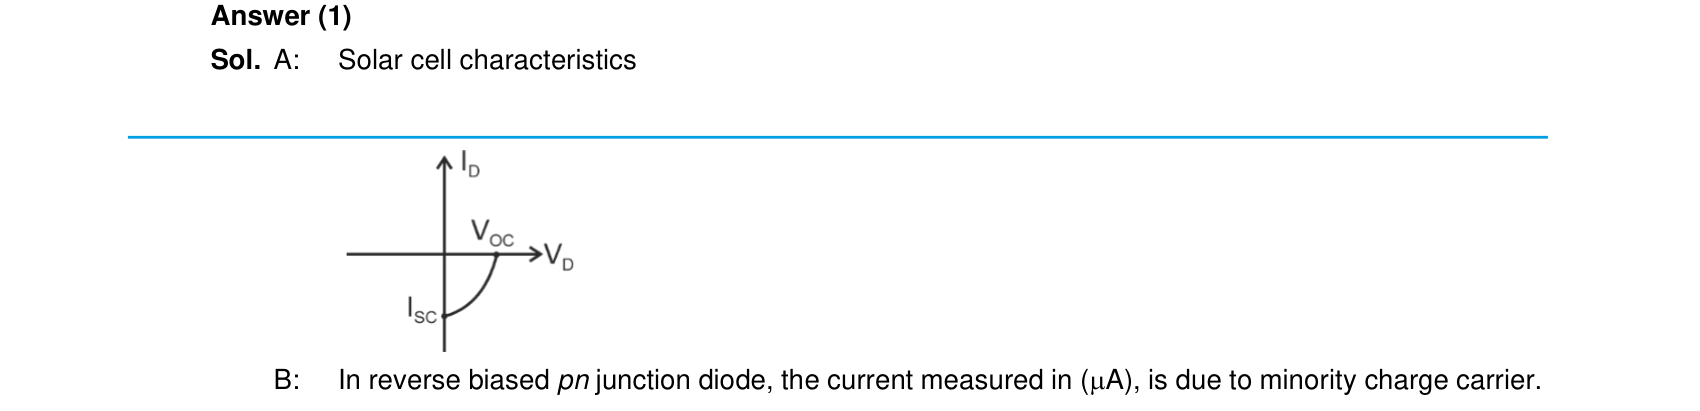 Answer (1)
Sol. A: Solar cell characteristics
I_D
V_OC
V_D
I_SC
B: In reverse biased pn junction diode, the current measured in (μA), is due to minority charge carrier.